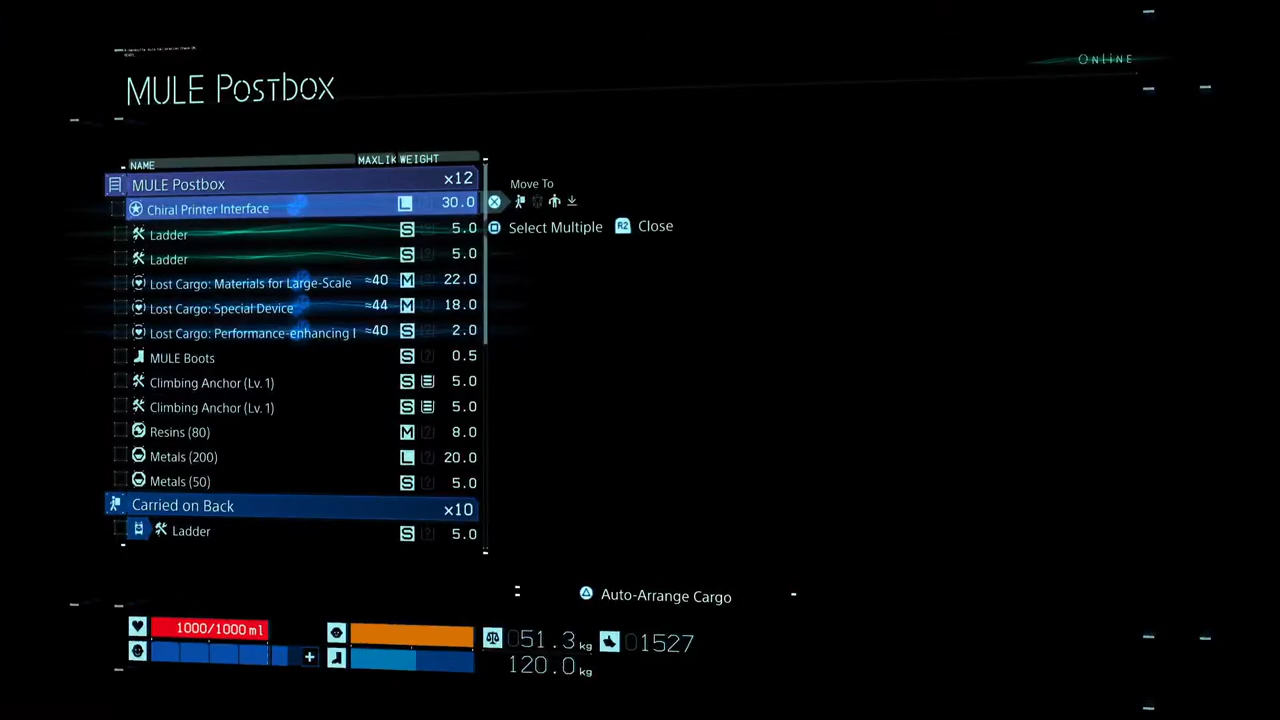 ONLINE
MULE Postbox
NAME MAXLIK WEIGHT
MULE Postbox x12
Chiral Printer Interface L 30.0
Ladder S 5.0
Ladder S 5.0
Lost Cargo: Materials for Large-Scale ≈40 M 22.0
Lost Cargo: Special Device ≈44 M 18.0
Lost Cargo: Performance-enhancing I ≈40 S 2.0
MULE Boots S 0.5
Climbing Anchor (Lv. 1) S 5.0
Climbing Anchor (Lv. 1) S 5.0
Resins (80) M 8.0
Metals (200) L 20.0
Metals (50) S 5.0
Carried on Back x10
Ladder S 5.0
Move To
Select Multiple R2 Close
Auto-Arrange Cargo
1000/1000 ml
051.3 kg 01527
120.0 kg